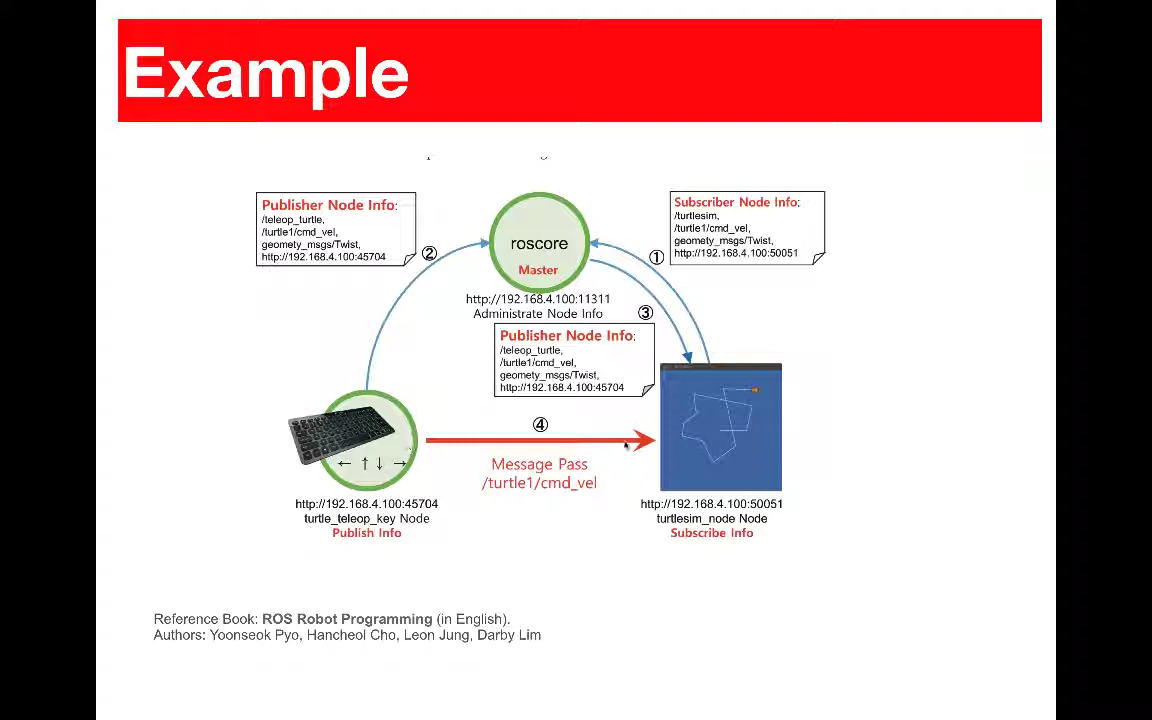 Example
Publisher Node Info:
/teleop_turtle,
/turtle1/cmd_vel,
geomety_msgs/Twist,
http://192.168.4.100:45704
②
roscore
Master
http://192.168.4.100:11311
Administrate Node Info
Subscriber Node Info:
/turtlesim,
/turtle1/cmd_vel,
geomety_msgs/Twist,
http://192.168.4.100:50051
①
③
Publisher Node Info:
/teleop_turtle,
/turtle1/cmd_vel,
geomety_msgs/Twist,
http://192.168.4.100:45704
④
Message Pass
/turtle1/cmd_vel
← ↑ ↓ →
http://192.168.4.100:45704
turtle_teleop_key Node
Publish Info
http://192.168.4.100:50051
turtlesim_node Node
Subscribe Info
Reference Book: ROS Robot Programming (in English).
Authors: Yoonseok Pyo, Hancheol Cho, Leon Jung, Darby Lim